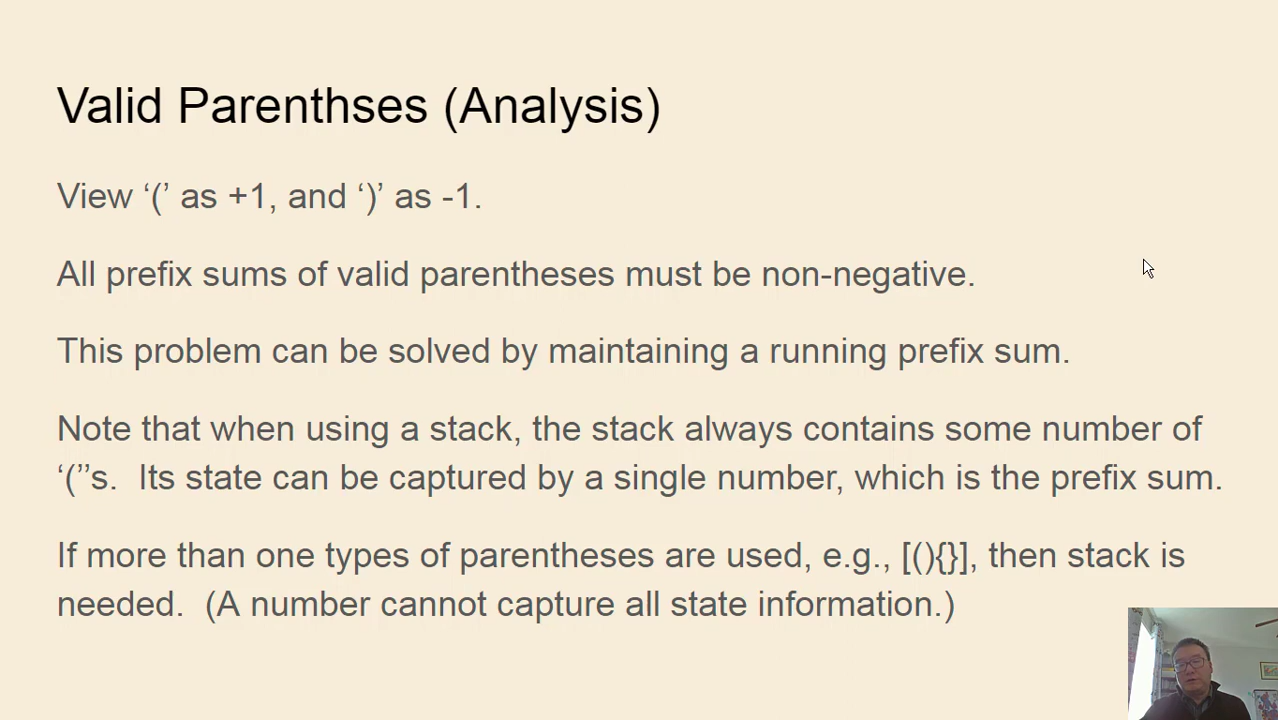 Valid Parenthses (Analysis)
View ‘(’ as +1, and ‘)’ as -1.
All prefix sums of valid parentheses must be non-negative.
This problem can be solved by maintaining a running prefix sum.
Note that when using a stack, the stack always contains some number of
‘(’’s.  Its state can be captured by a single number, which is the prefix sum.
If more than one types of parentheses are used, e.g., [(){}], then stack is
needed.  (A number cannot capture all state information.)